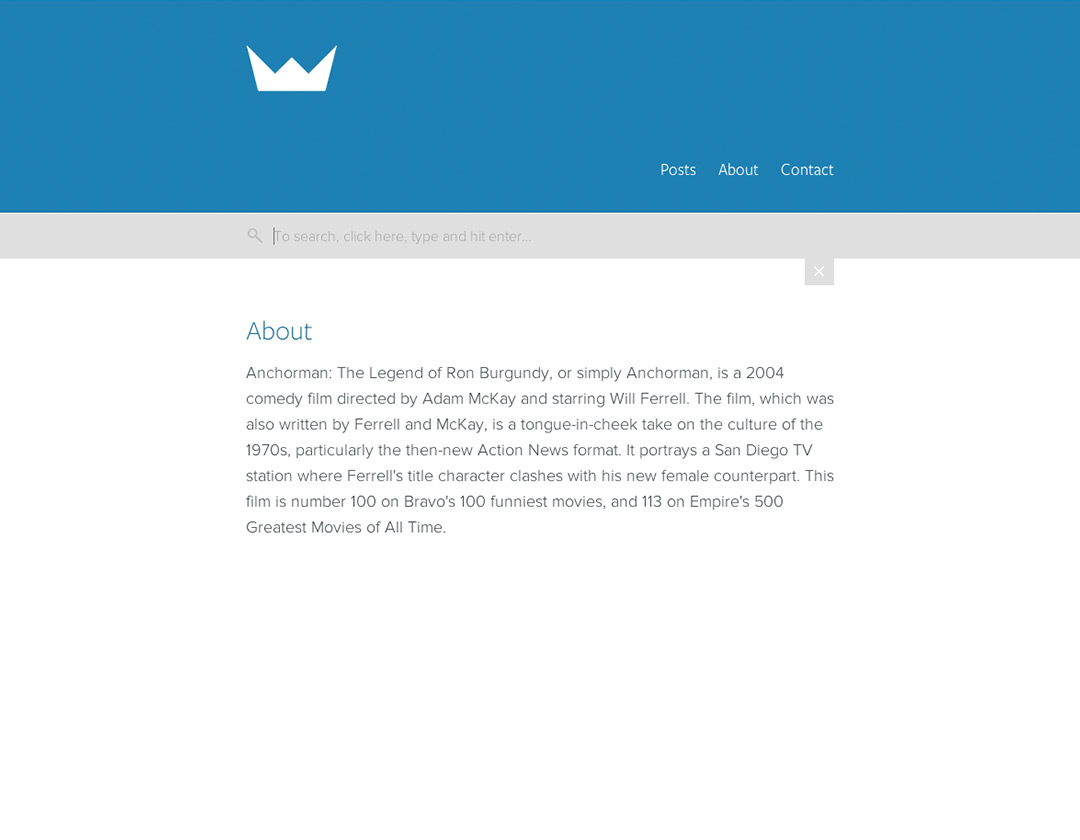 Posts About Contact
To search, click here, type and hit enter...
About
Anchorman: The Legend of Ron Burgundy, or simply Anchorman, is a 2004
comedy film directed by Adam McKay and starring Will Ferrell. The film, which was
also written by Ferrell and McKay, is a tongue-in-cheek take on the culture of the
1970s, particularly the then-new Action News format. It portrays a San Diego TV
station where Ferrell's title character clashes with his new female counterpart. This
film is number 100 on Bravo's 100 funniest movies, and 113 on Empire's 500
Greatest Movies of All Time.